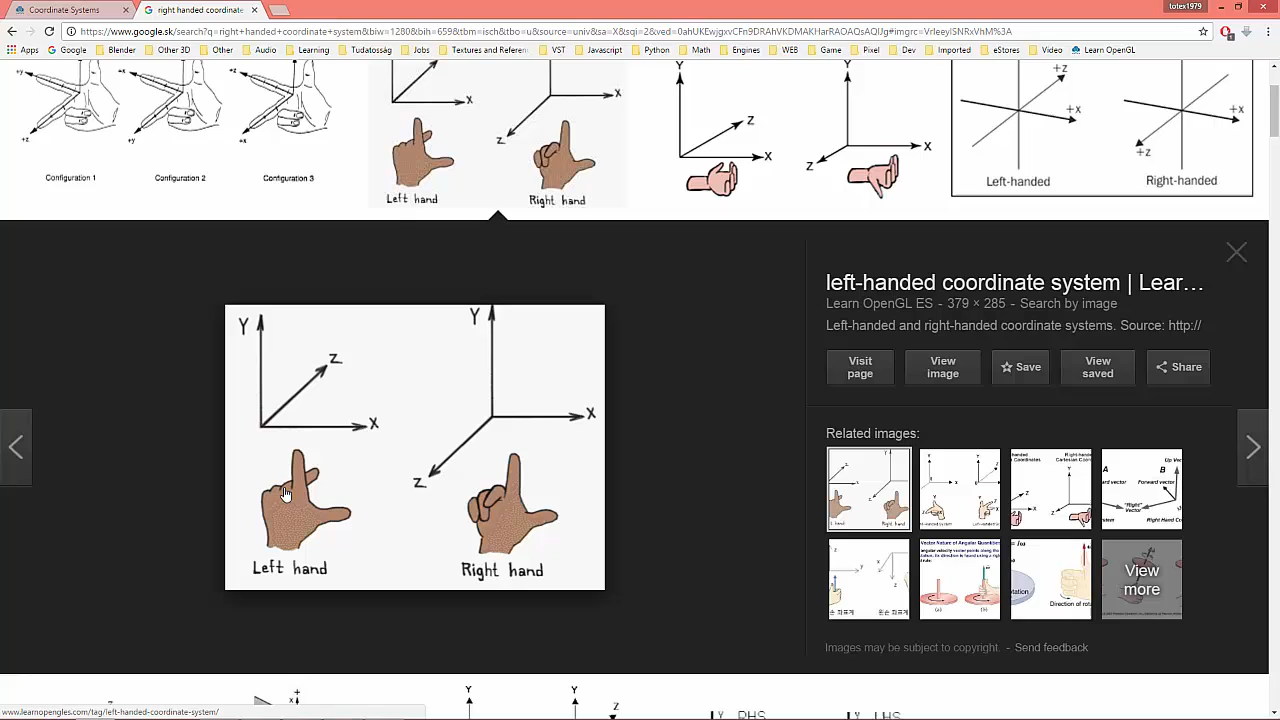 Coordinate Systems
right handed coordinate
lotex1979
https://www.google.sk/search?q=right+handed+coordinate+system&biw=1280&bih=659&tbm=isch&tbo=u&source=univ&sa=X&sqi=2&ved=0ahUKEwjgxVCFn9DRAhVKDMAKHarRAOAQsAQIJg#imgrc=VrIeeyISNRxVhM%3A
Apps Google Blender Other 3D Other Audio Learning Tudatosság Jobs Textures and Referen VST Javascript Python Math Engines WEB Game Pixel Dev Imported eStores Video Learn OpenGL
+z +y +x
Configuration 1 Configuration 2 Configuration 3
X
Z
X
Left hand Right hand
Y
Z
X
Y
Z
X
+z
+x
Left-handed
+x
+z
Right-handed
Y
Z
X
Left hand
Y
X
Z
Right hand
left-handed coordinate system | Lear…
Learn OpenGL ES - 379 × 285 - Search by image
Left-handed and right-handed coordinate systems. Source: http://
Visit page
View image
Save
View saved
Share
Related images:
View more
Images may be subject to copyright. - Send feedback
www.learnopengles.com/tag/left-handed-coordinate-system/
x
Y
Y
Z
Y RHS
Y LHS